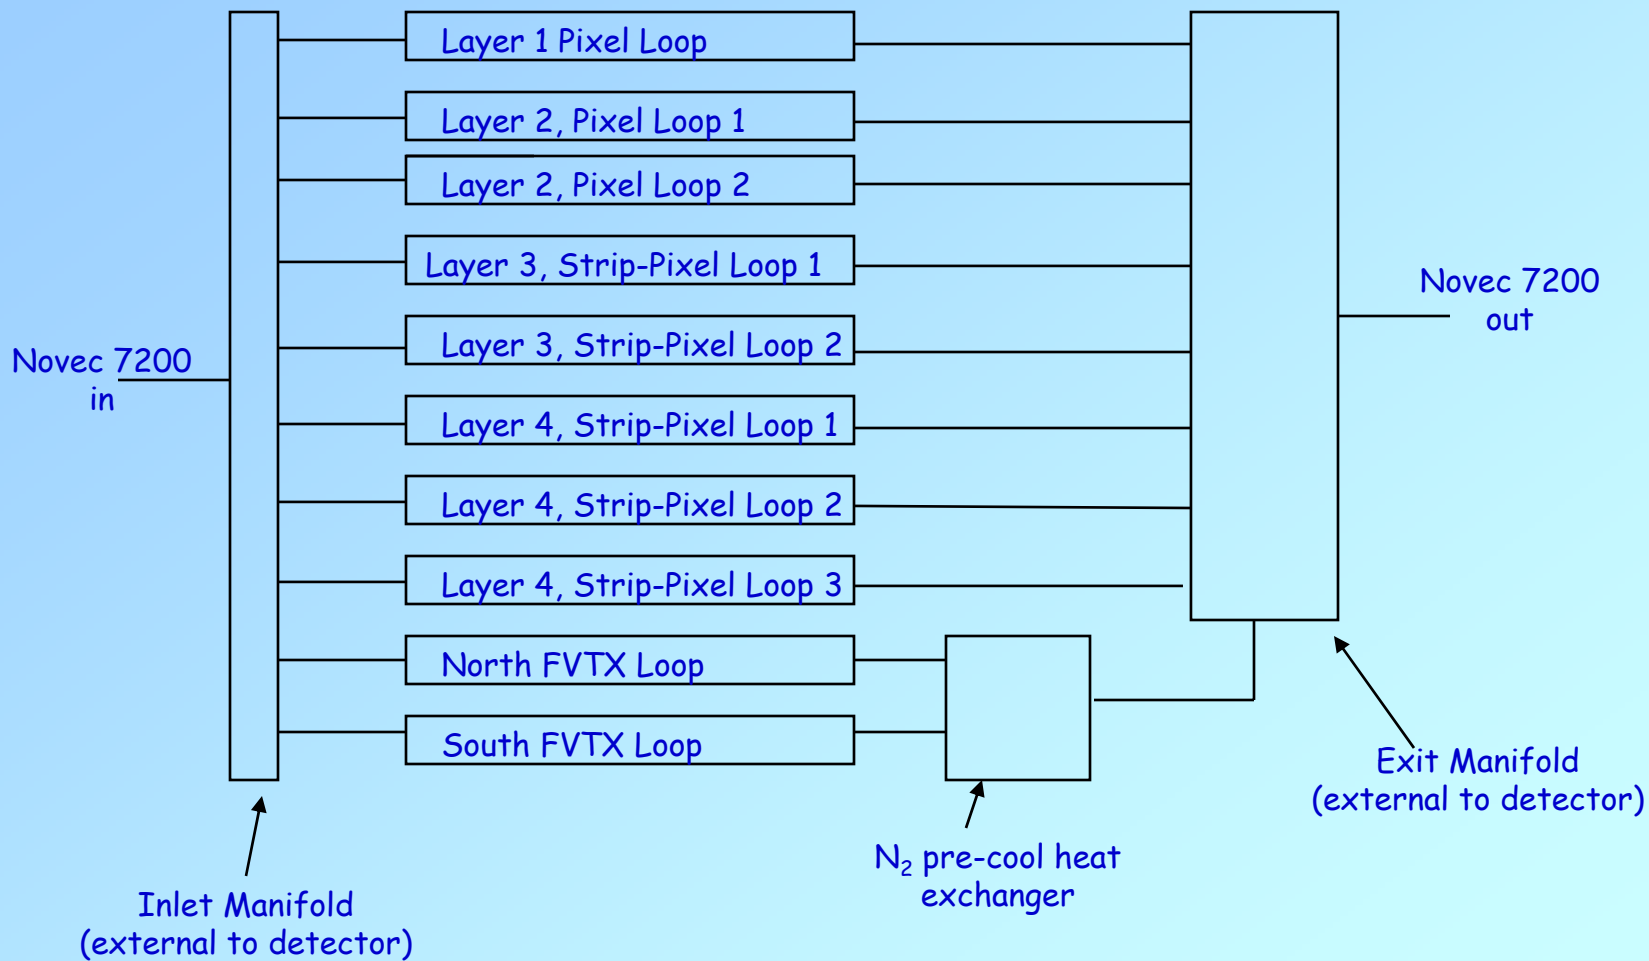 Layer 1 Pixel Loop
Layer 2, Pixel Loop 1
Layer 2, Pixel Loop 2
Layer 3, Strip-Pixel Loop 1
Novec 7200
out
Layer 3, Strip-Pixel Loop 2
Novec 7200
in
Layer 4, Strip-Pixel Loop 1
Layer 4, Strip-Pixel Loop 2
Layer 4, Strip-Pixel Loop 3
North FVTX Loop
South FVTX Loop
Exit Manifold
(external to detector)
N₂ pre-cool heat
exchanger
Inlet Manifold
(external to detector)